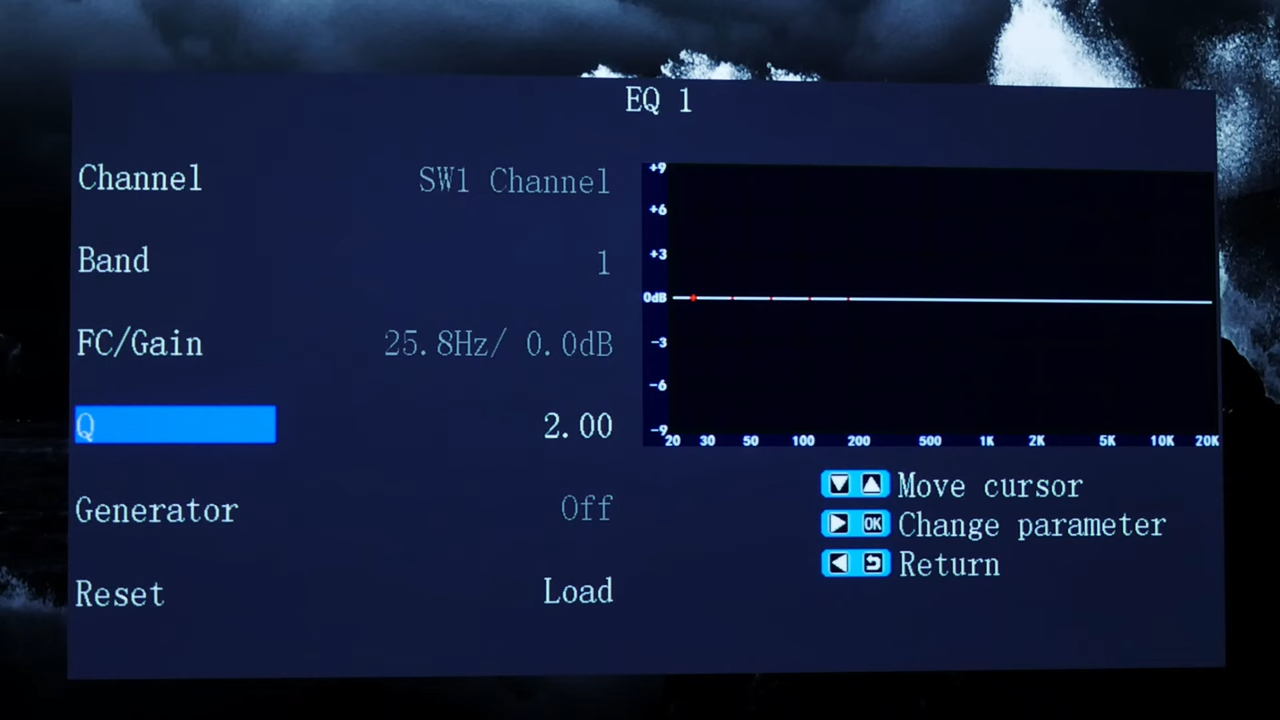 EQ 1
Channel SW1 Channel
Band 1
FC/Gain 25.8Hz/ 0.0dB
Q 2.00
Generator Off
Reset Load
+9
+6
+3
0dB
-3
-6
-9
20 30 50 100 200 500 1K 2K 5K 10K 20K
Move cursor
OK Change parameter
Return